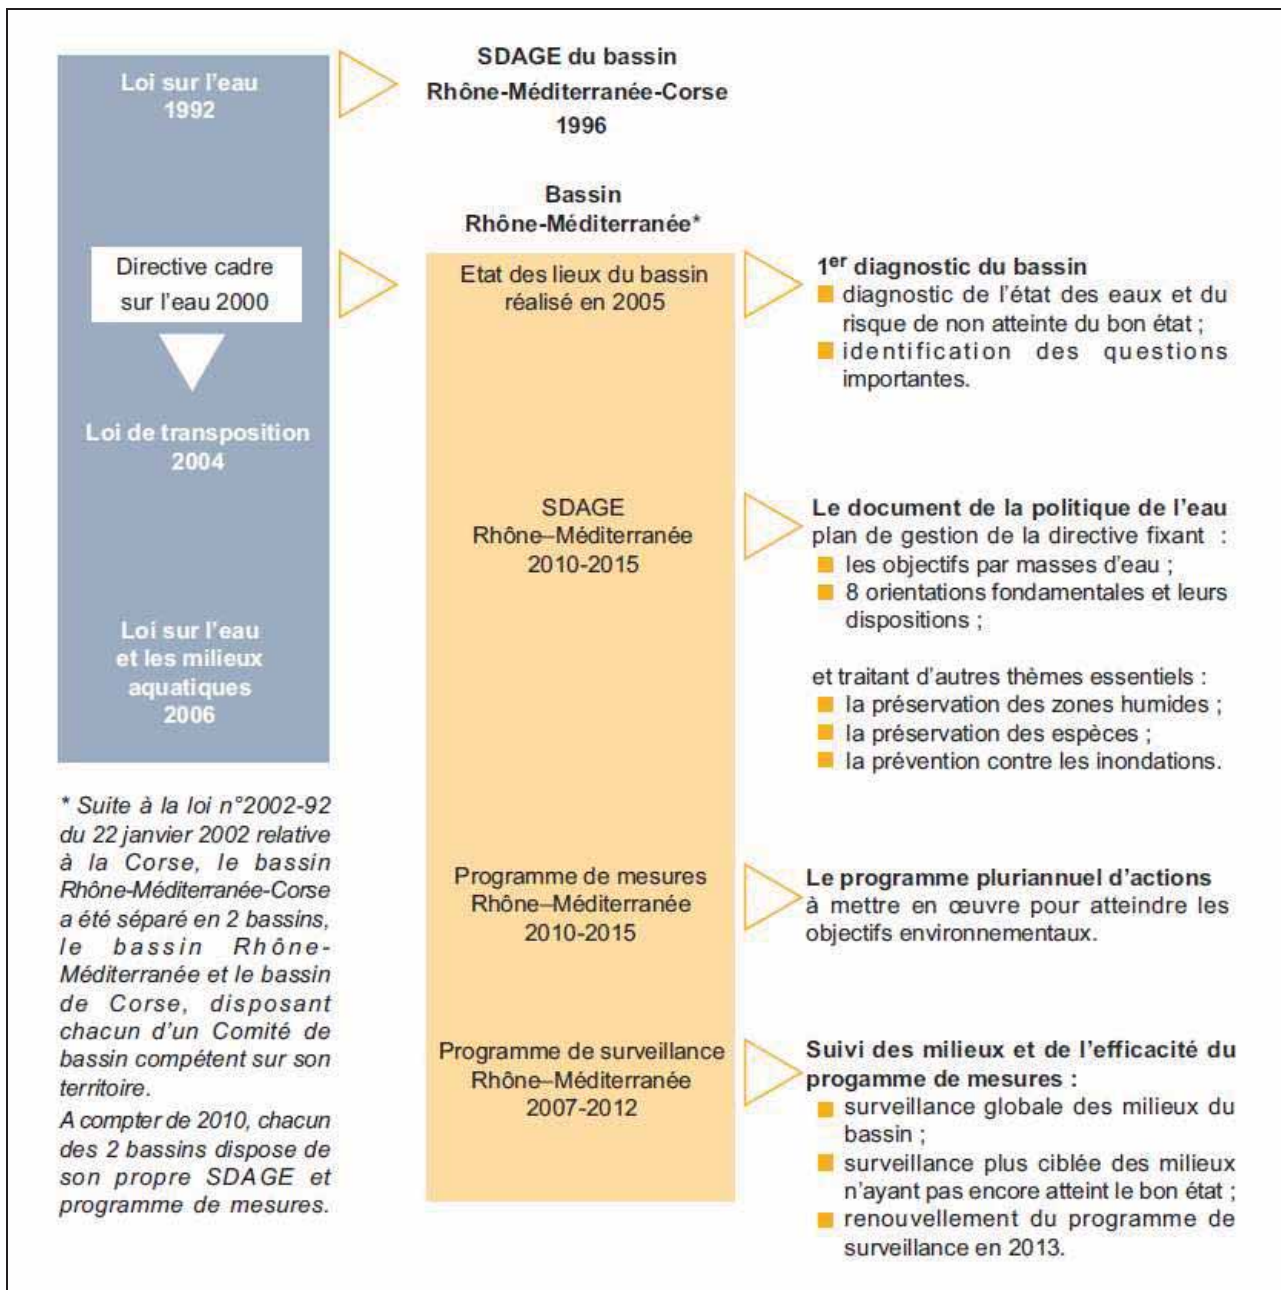 Loi sur l'eau
1992
SDAGE du bassin
Rhône-Méditerranée-Corse
1996
Directive cadre
sur l'eau 2000
Loi de transposition
2004
Loi sur l'eau
et les milieux
aquatiques
2006
* Suite à la loi n°2002-92
du 22 janvier 2002 relative
à la Corse, le bassin
Rhône-Méditerranée-Corse
a été séparé en 2 bassins,
le bassin Rhône-
Méditerranée et le bassin
de Corse, disposant
chacun d'un Comité de
bassin compétent sur son
territoire.
A compter de 2010, chacun
des 2 bassins dispose de
son propre SDAGE et
programme de mesures.
Bassin
Rhône-Méditerranée*
Etat des lieux du bassin
réalisé en 2005
1er diagnostic du bassin
diagnostic de l'état des eaux et du
risque de non atteinte du bon état ;
identification des questions
importantes.
SDAGE
Rhône–Méditerranée
2010-2015
Le document de la politique de l'eau
plan de gestion de la directive fixant :
les objectifs par masses d'eau ;
8 orientations fondamentales et leurs
dispositions ;
et traitant d'autres thèmes essentiels :
la préservation des zones humides ;
la préservation des espèces ;
la prévention contre les inondations.
Programme de mesures
Rhône–Méditerranée
2010-2015
Le programme pluriannuel d'actions
à mettre en œuvre pour atteindre les
objectifs environnementaux.
Programme de surveillance
Rhône–Méditerranée
2007-2012
Suivi des milieux et de l'efficacité du
progamme de mesures :
surveillance globale des milieux du
bassin ;
surveillance plus ciblée des milieux
n'ayant pas encore atteint le bon état ;
renouvellement du programme de
surveillance en 2013.